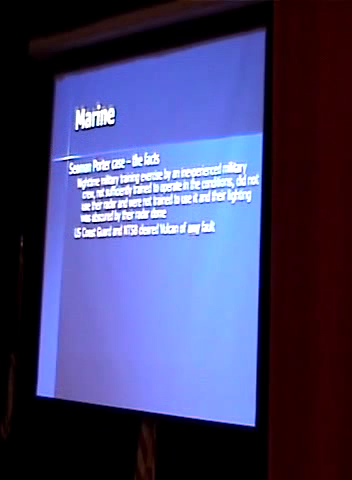 Marine
Seamon Porter case – the facts
Nighttime military training exercise by an inexperienced military
crew, not sufficiently trained to operate in the conditions, did not
use their radar and were not trained to use it and their lighting
was obscured by their radar dome
US Coast Guard and NTSB cleared Vulcan of any fault